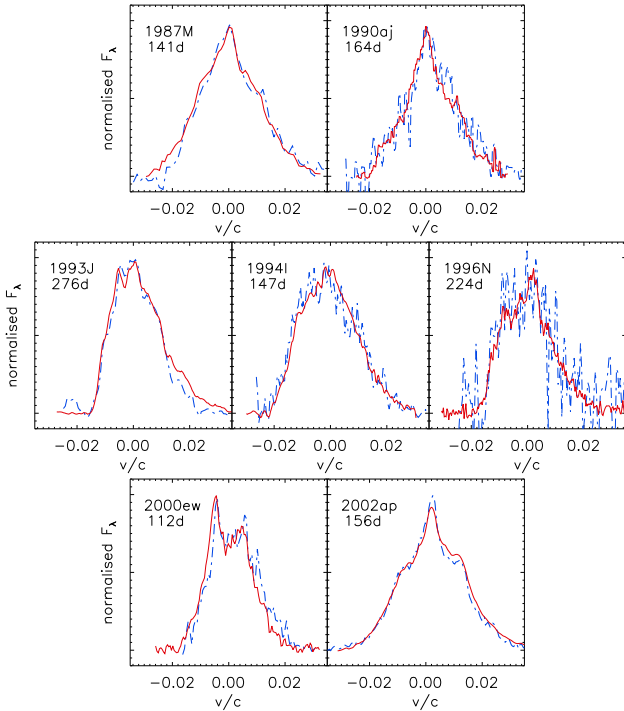 normalised Fλ
1987M
141d
1990aj
164d
−0.02 0.00 0.02
v/c
−0.02 0.00 0.02
v/c
normalised Fλ
1993J
276d
1994I
147d
1996N
224d
−0.02 0.00 0.02
v/c
−0.02 0.00 0.02
v/c
−0.02 0.00 0.02
v/c
normalised Fλ
2000ew
112d
2002ap
156d
−0.02 0.00 0.02
v/c
−0.02 0.00 0.02
v/c